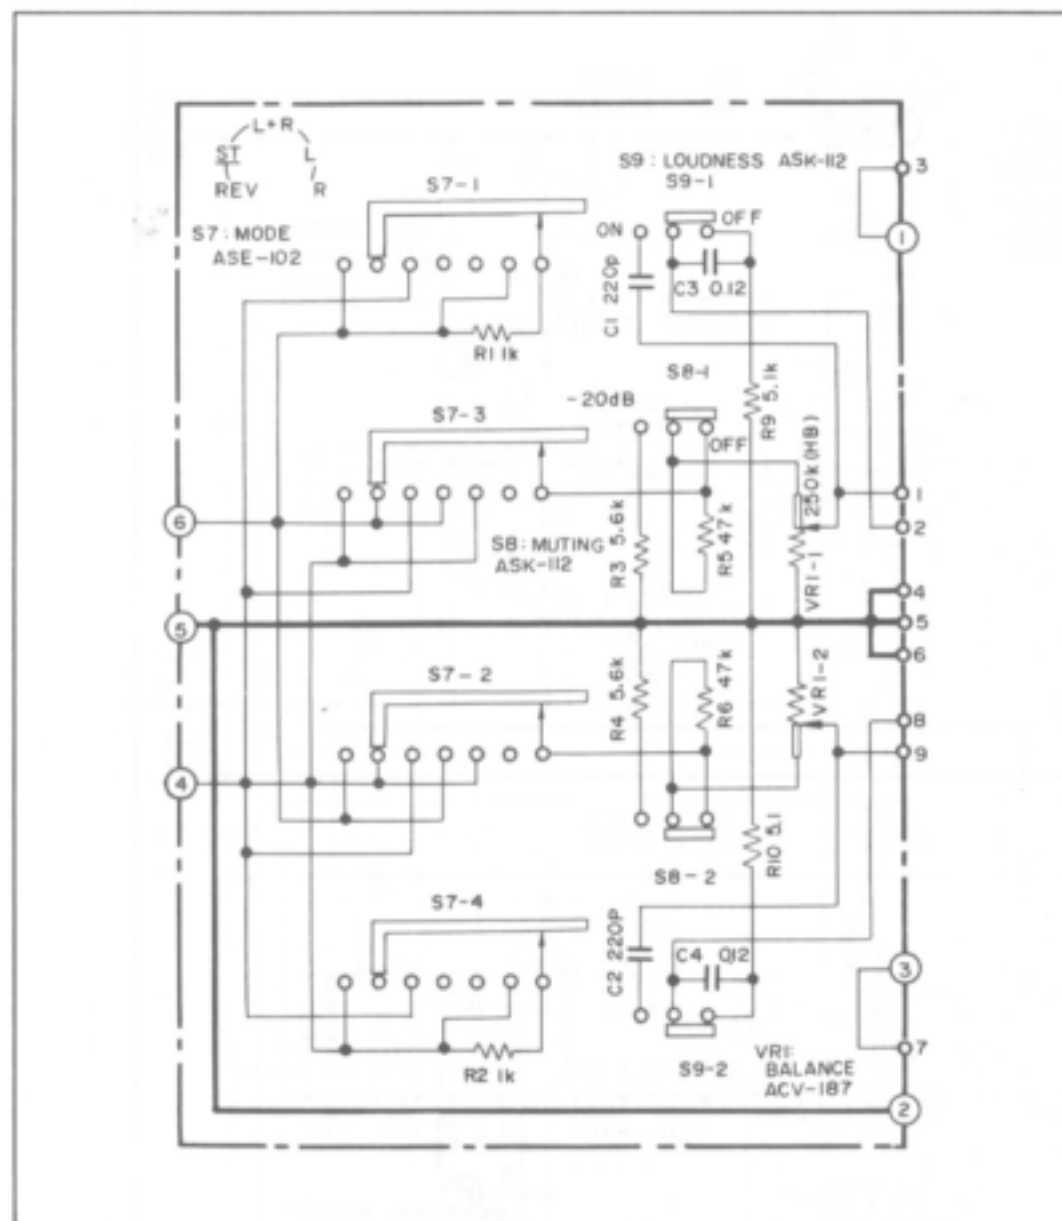 L+R
ST
L
REV
R
S7: MODE
ASE-102
S7-1
S9: LOUDNESS ASK-112
S9-1
ON
OFF
3
1
C1 220p
C3 0.12
R1 1k
S8-1
R9 5.1k
-20dB
S7-3
OFF
250k(HB)
1
2
6
S8: MUTING
ASK-112
R3 5.6k
R5 47k
VR1-1
4
5
5
6
S7-2
R4 5.6k
R6 47k
VR1-2
8
9
4
R10 5.1
S8-2
S7-4
C2 220P
C4 0.12
3
R2 1k
S9-2
VR1:
BALANCE
ACV-187
7
2